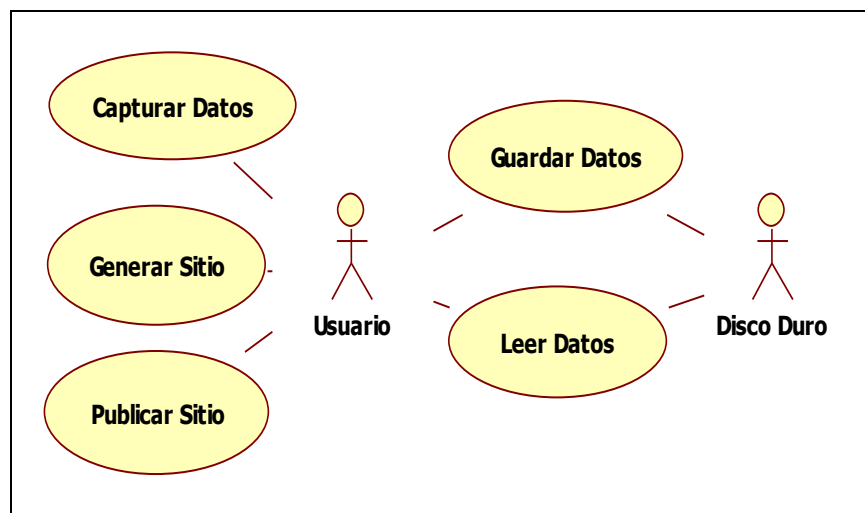 Capturar Datos
Guardar Datos
Generar Sitio
Usuario
Disco Duro
Leer Datos
Publicar Sitio